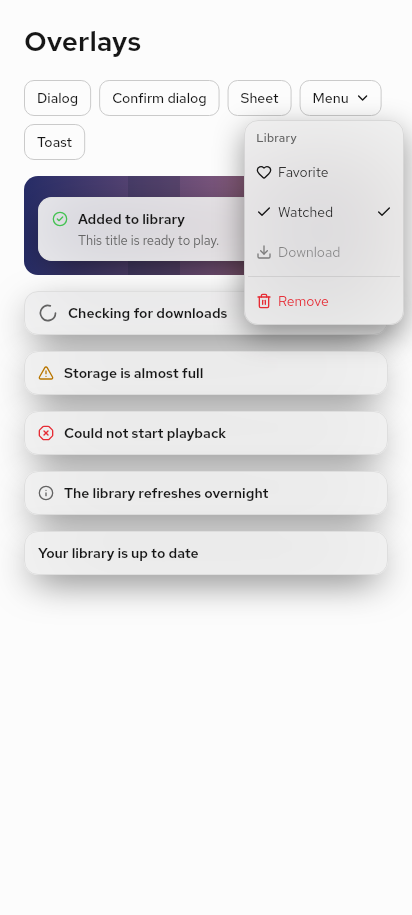 Overlays
Dialog
Confirm dialog
Sheet
Menu
Toast
Library
Favorite
Watched
Download
Remove
Added to library
This title is ready to play.
Checking for downloads
Storage is almost full
Could not start playback
The library refreshes overnight
Your library is up to date